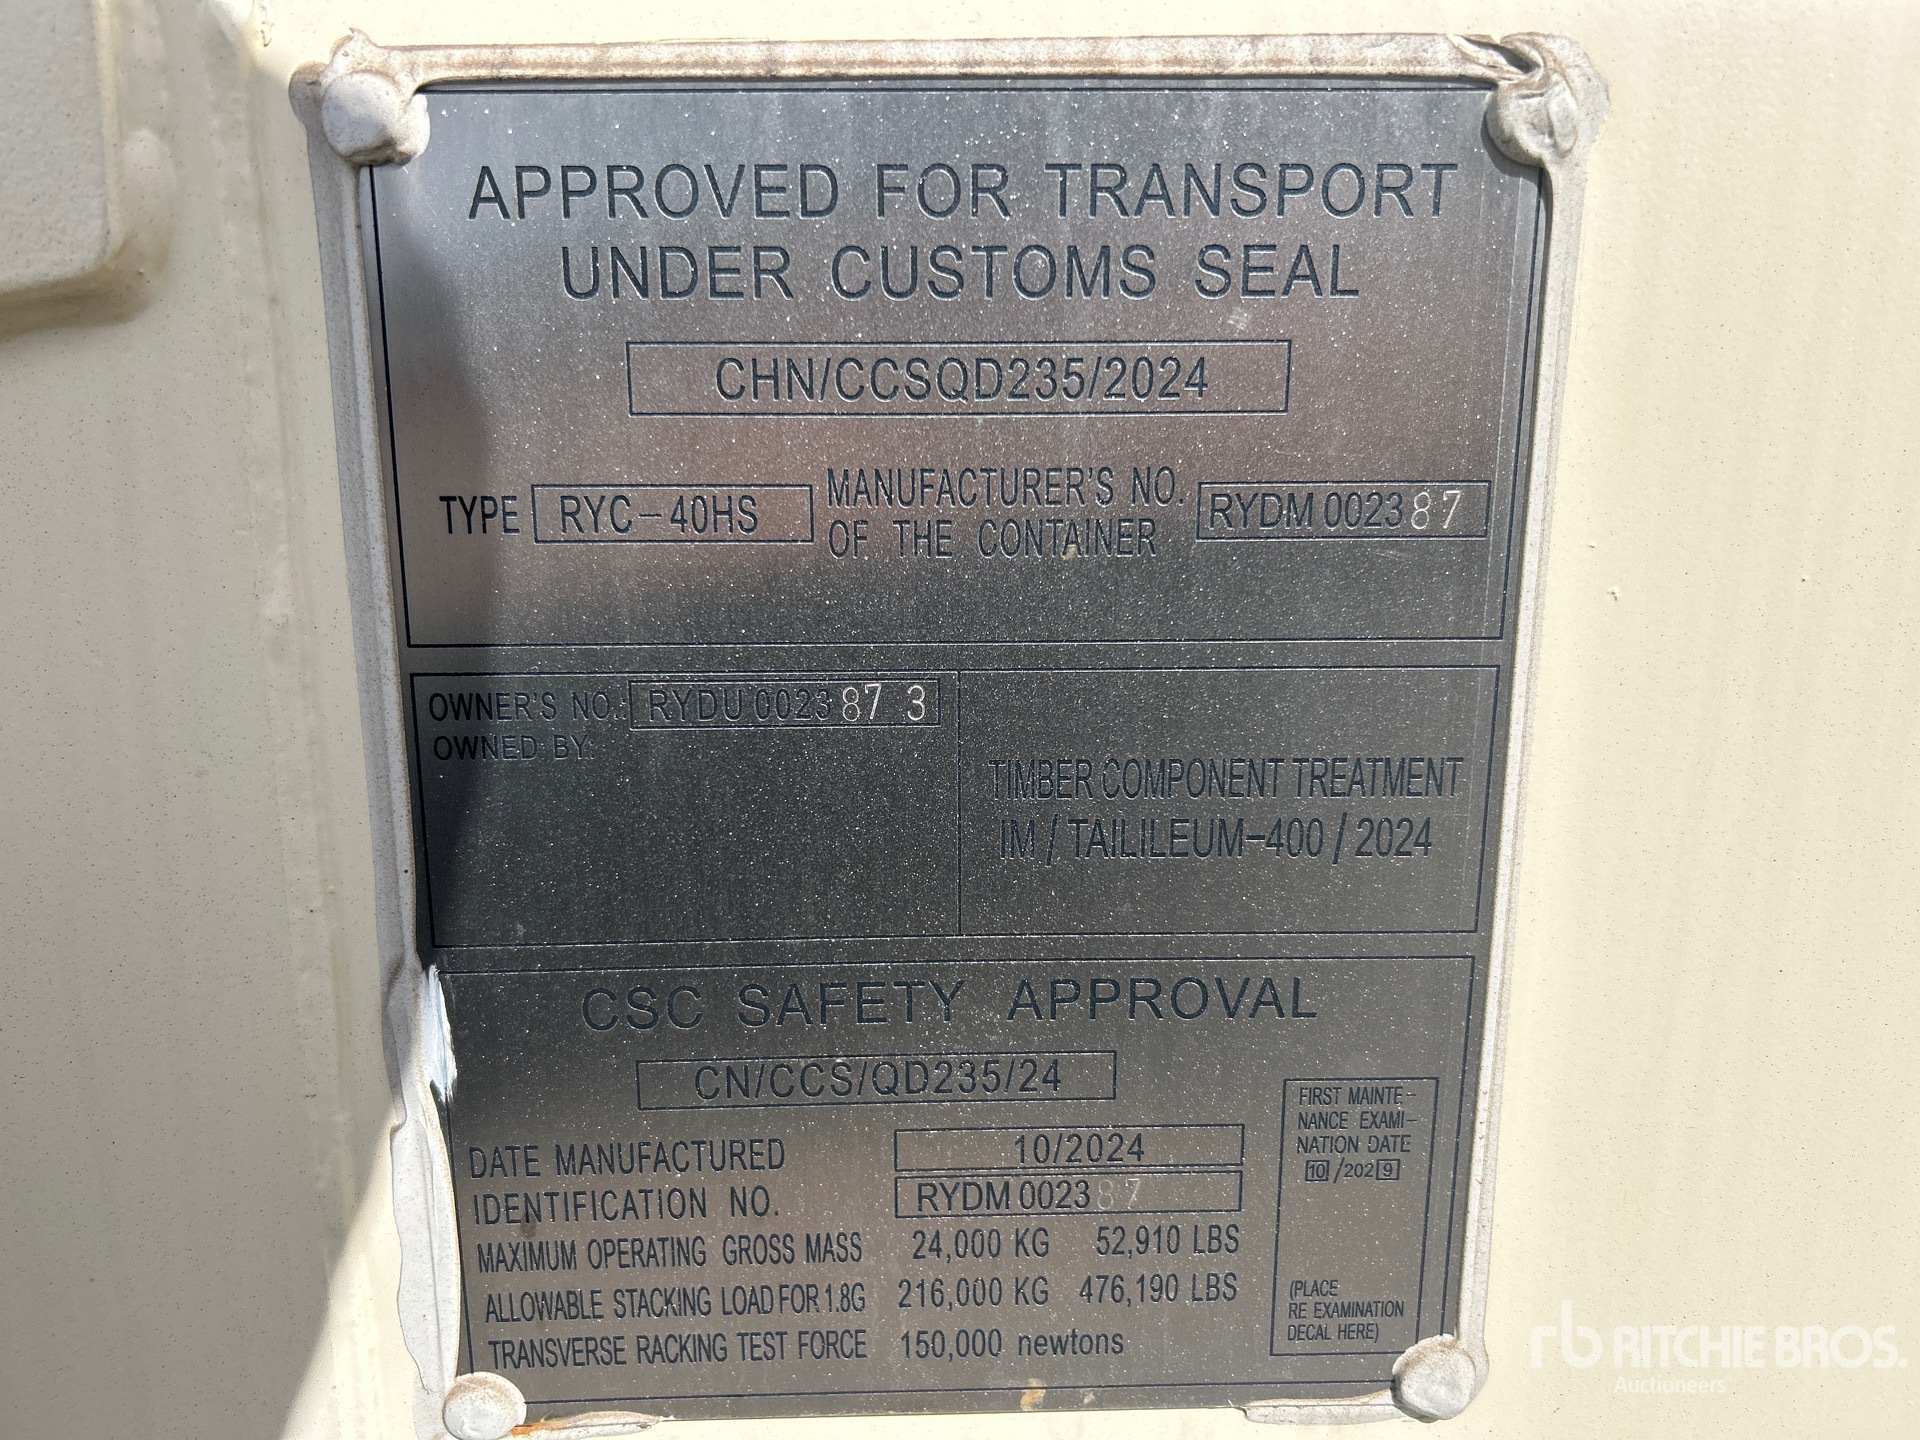 APPROVED FOR TRANSPORT
UNDER CUSTOMS SEAL
CHN/CCSQD235/2024
TYPE RYC-40HS MANUFACTURER'S NO. OF THE CONTAINER RYDM 002387
OWNER'S NO.: RYDU 002387 3
OWNED BY:
TIMBER COMPONENT TREATMENT
IM / TAILILEUM-400 / 2024
CSC SAFETY APPROVAL
CN/CCS/QD235/24
DATE MANUFACTURED 10/2024
IDENTIFICATION NO. RYDM 002387
MAXIMUM OPERATING GROSS MASS 24,000 KG 52,910 LBS
ALLOWABLE STACKING LOAD FOR 1.8G 216,000 KG 476,190 LBS
TRANSVERSE RACKING TEST FORCE 150,000 newtons
FIRST MAINTE-
NANCE EXAMI-
NATION DATE
10/2029
(PLACE
RE EXAMINATION
DECAL HERE)
rb RITCHIE BROS.
Auctioneers